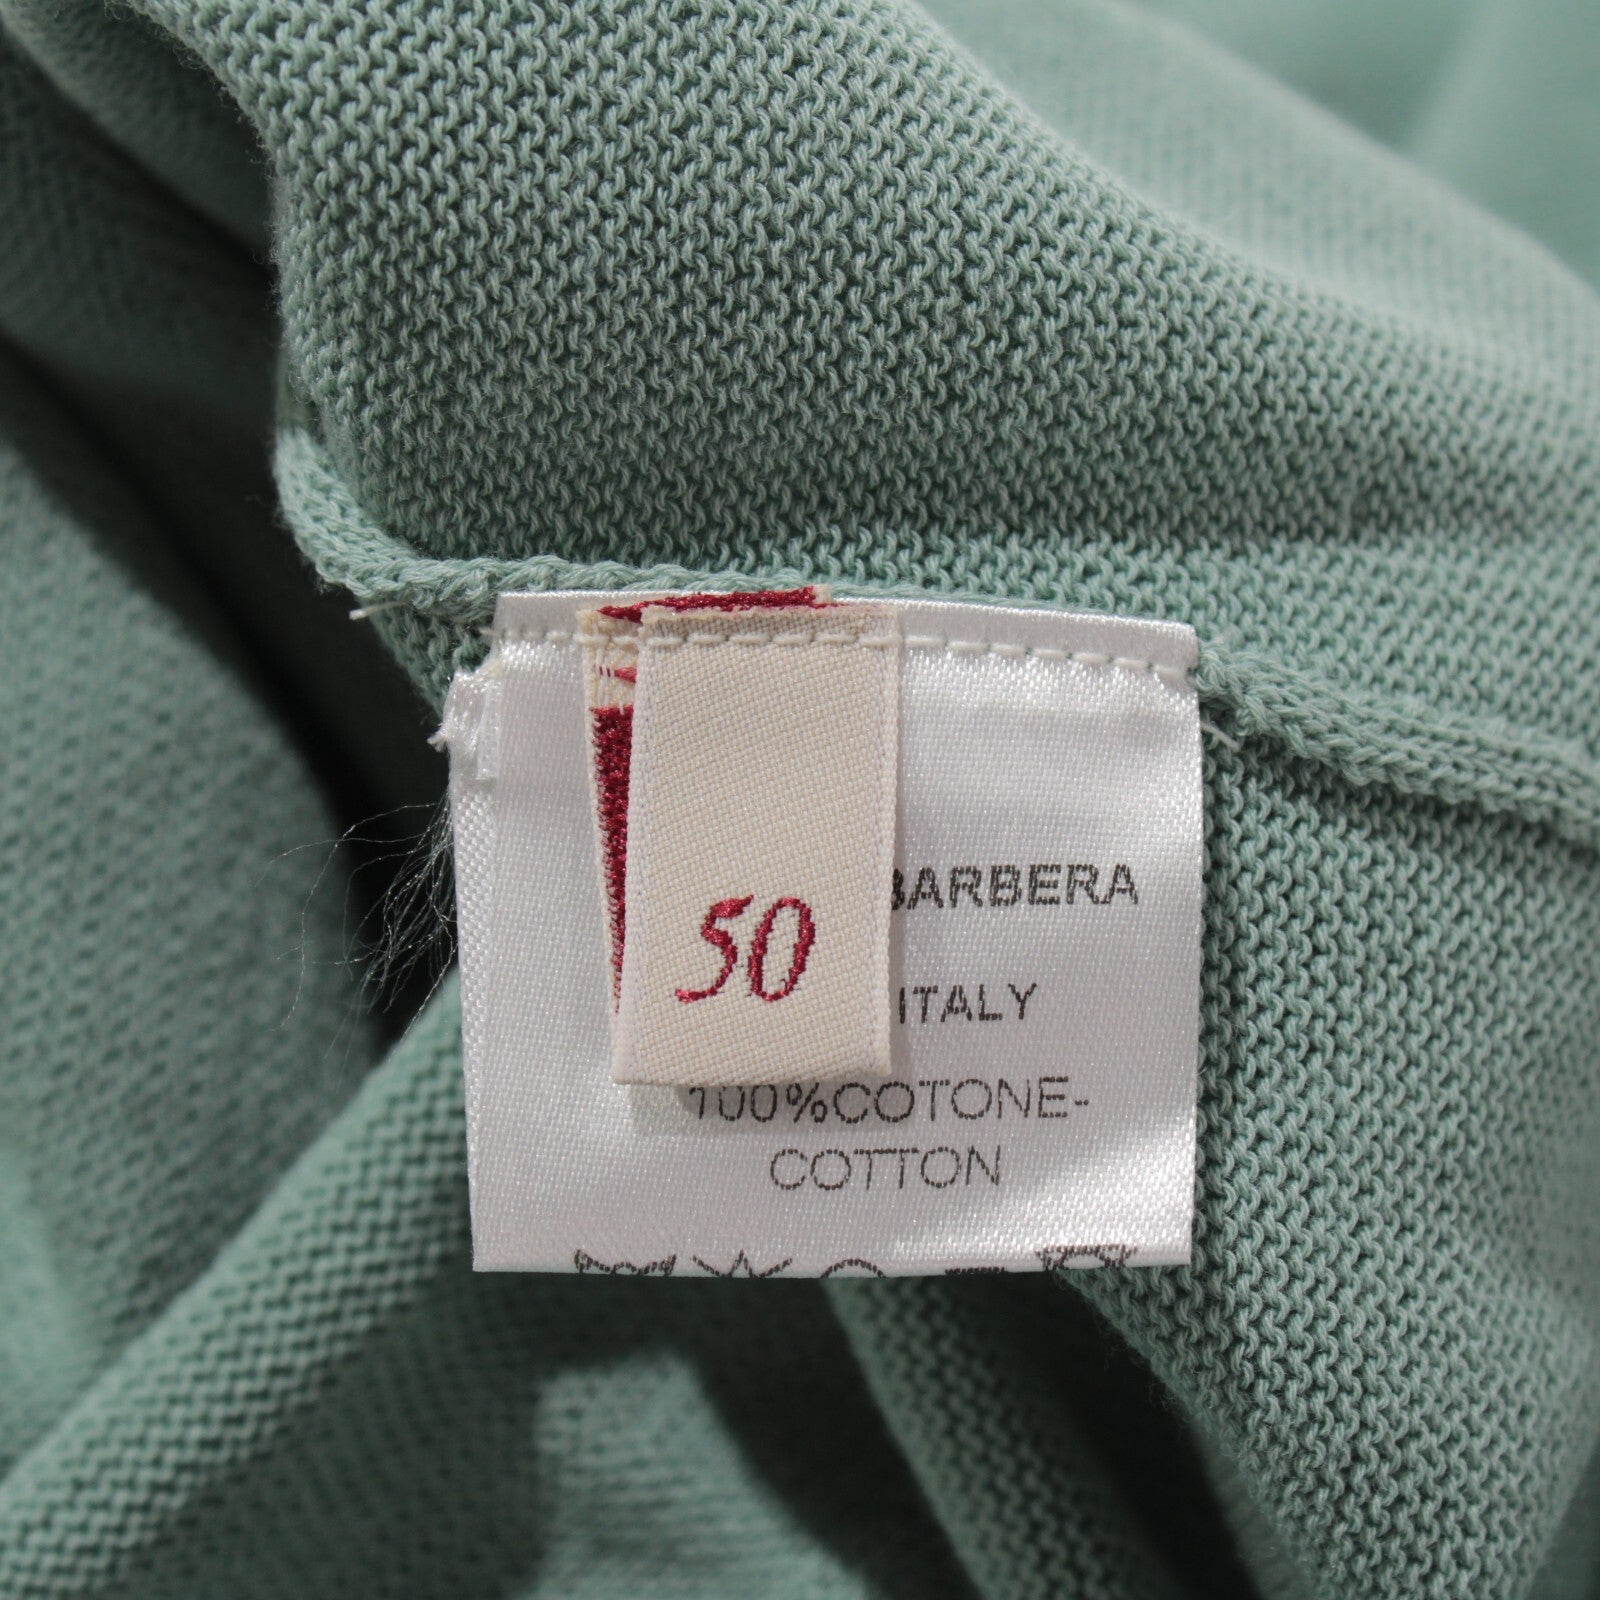 50
BARBERA
ITALY
100%COTONE-
COTTON